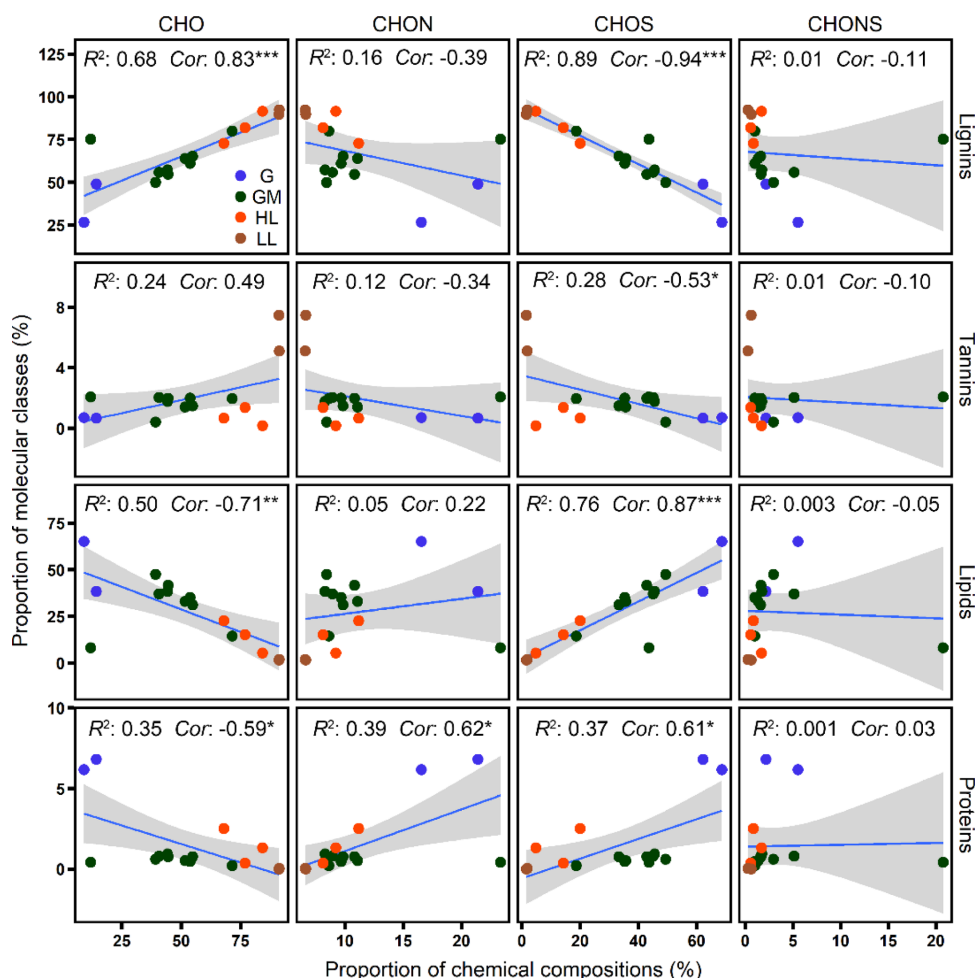 CHO CHON CHOS CHONS
R²: 0.68 Cor: 0.83*** R²: 0.16 Cor: -0.39 R²: 0.89 Cor: -0.94*** R²: 0.01 Cor: -0.11
125
100
75
50
25
G
GM
HL
LL
Lignins
R²: 0.24 Cor: 0.49 R²: 0.12 Cor: -0.34 R²: 0.28 Cor: -0.53* R²: 0.01 Cor: -0.10
8
4
0
Tannins
Proportion of molecular classes (%)
R²: 0.50 Cor: -0.71** R²: 0.05 Cor: 0.22 R²: 0.76 Cor: 0.87*** R²: 0.003 Cor: -0.05
75
50
25
0
Lipids
R²: 0.35 Cor: -0.59* R²: 0.39 Cor: 0.62* R²: 0.37 Cor: 0.61* R²: 0.001 Cor: 0.03
10
5
0
Proteins
25 50 75 10 15 20 0 20 40 60 0 5 10 15 20
Proportion of chemical compositions (%)